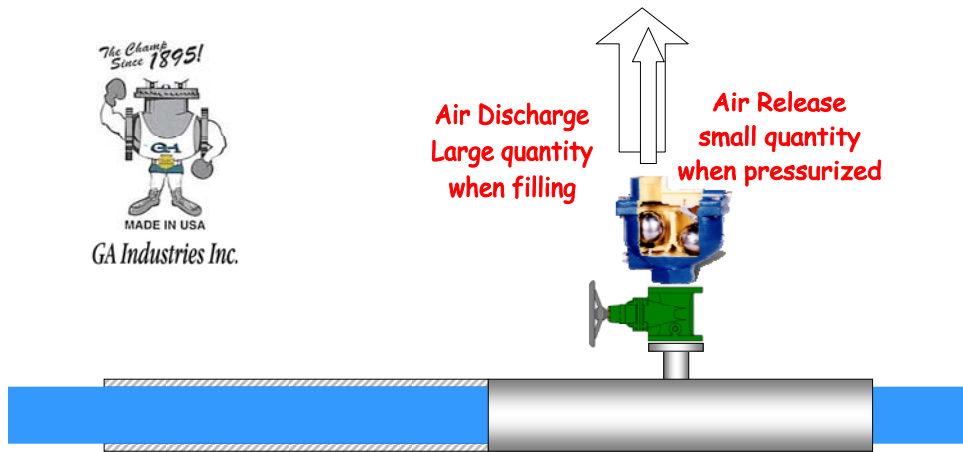 The Champ
Since 1895!
GA
MADE IN USA
GA Industries Inc.
Air Discharge
Large quantity
when filling
Air Release
small quantity
when pressurized